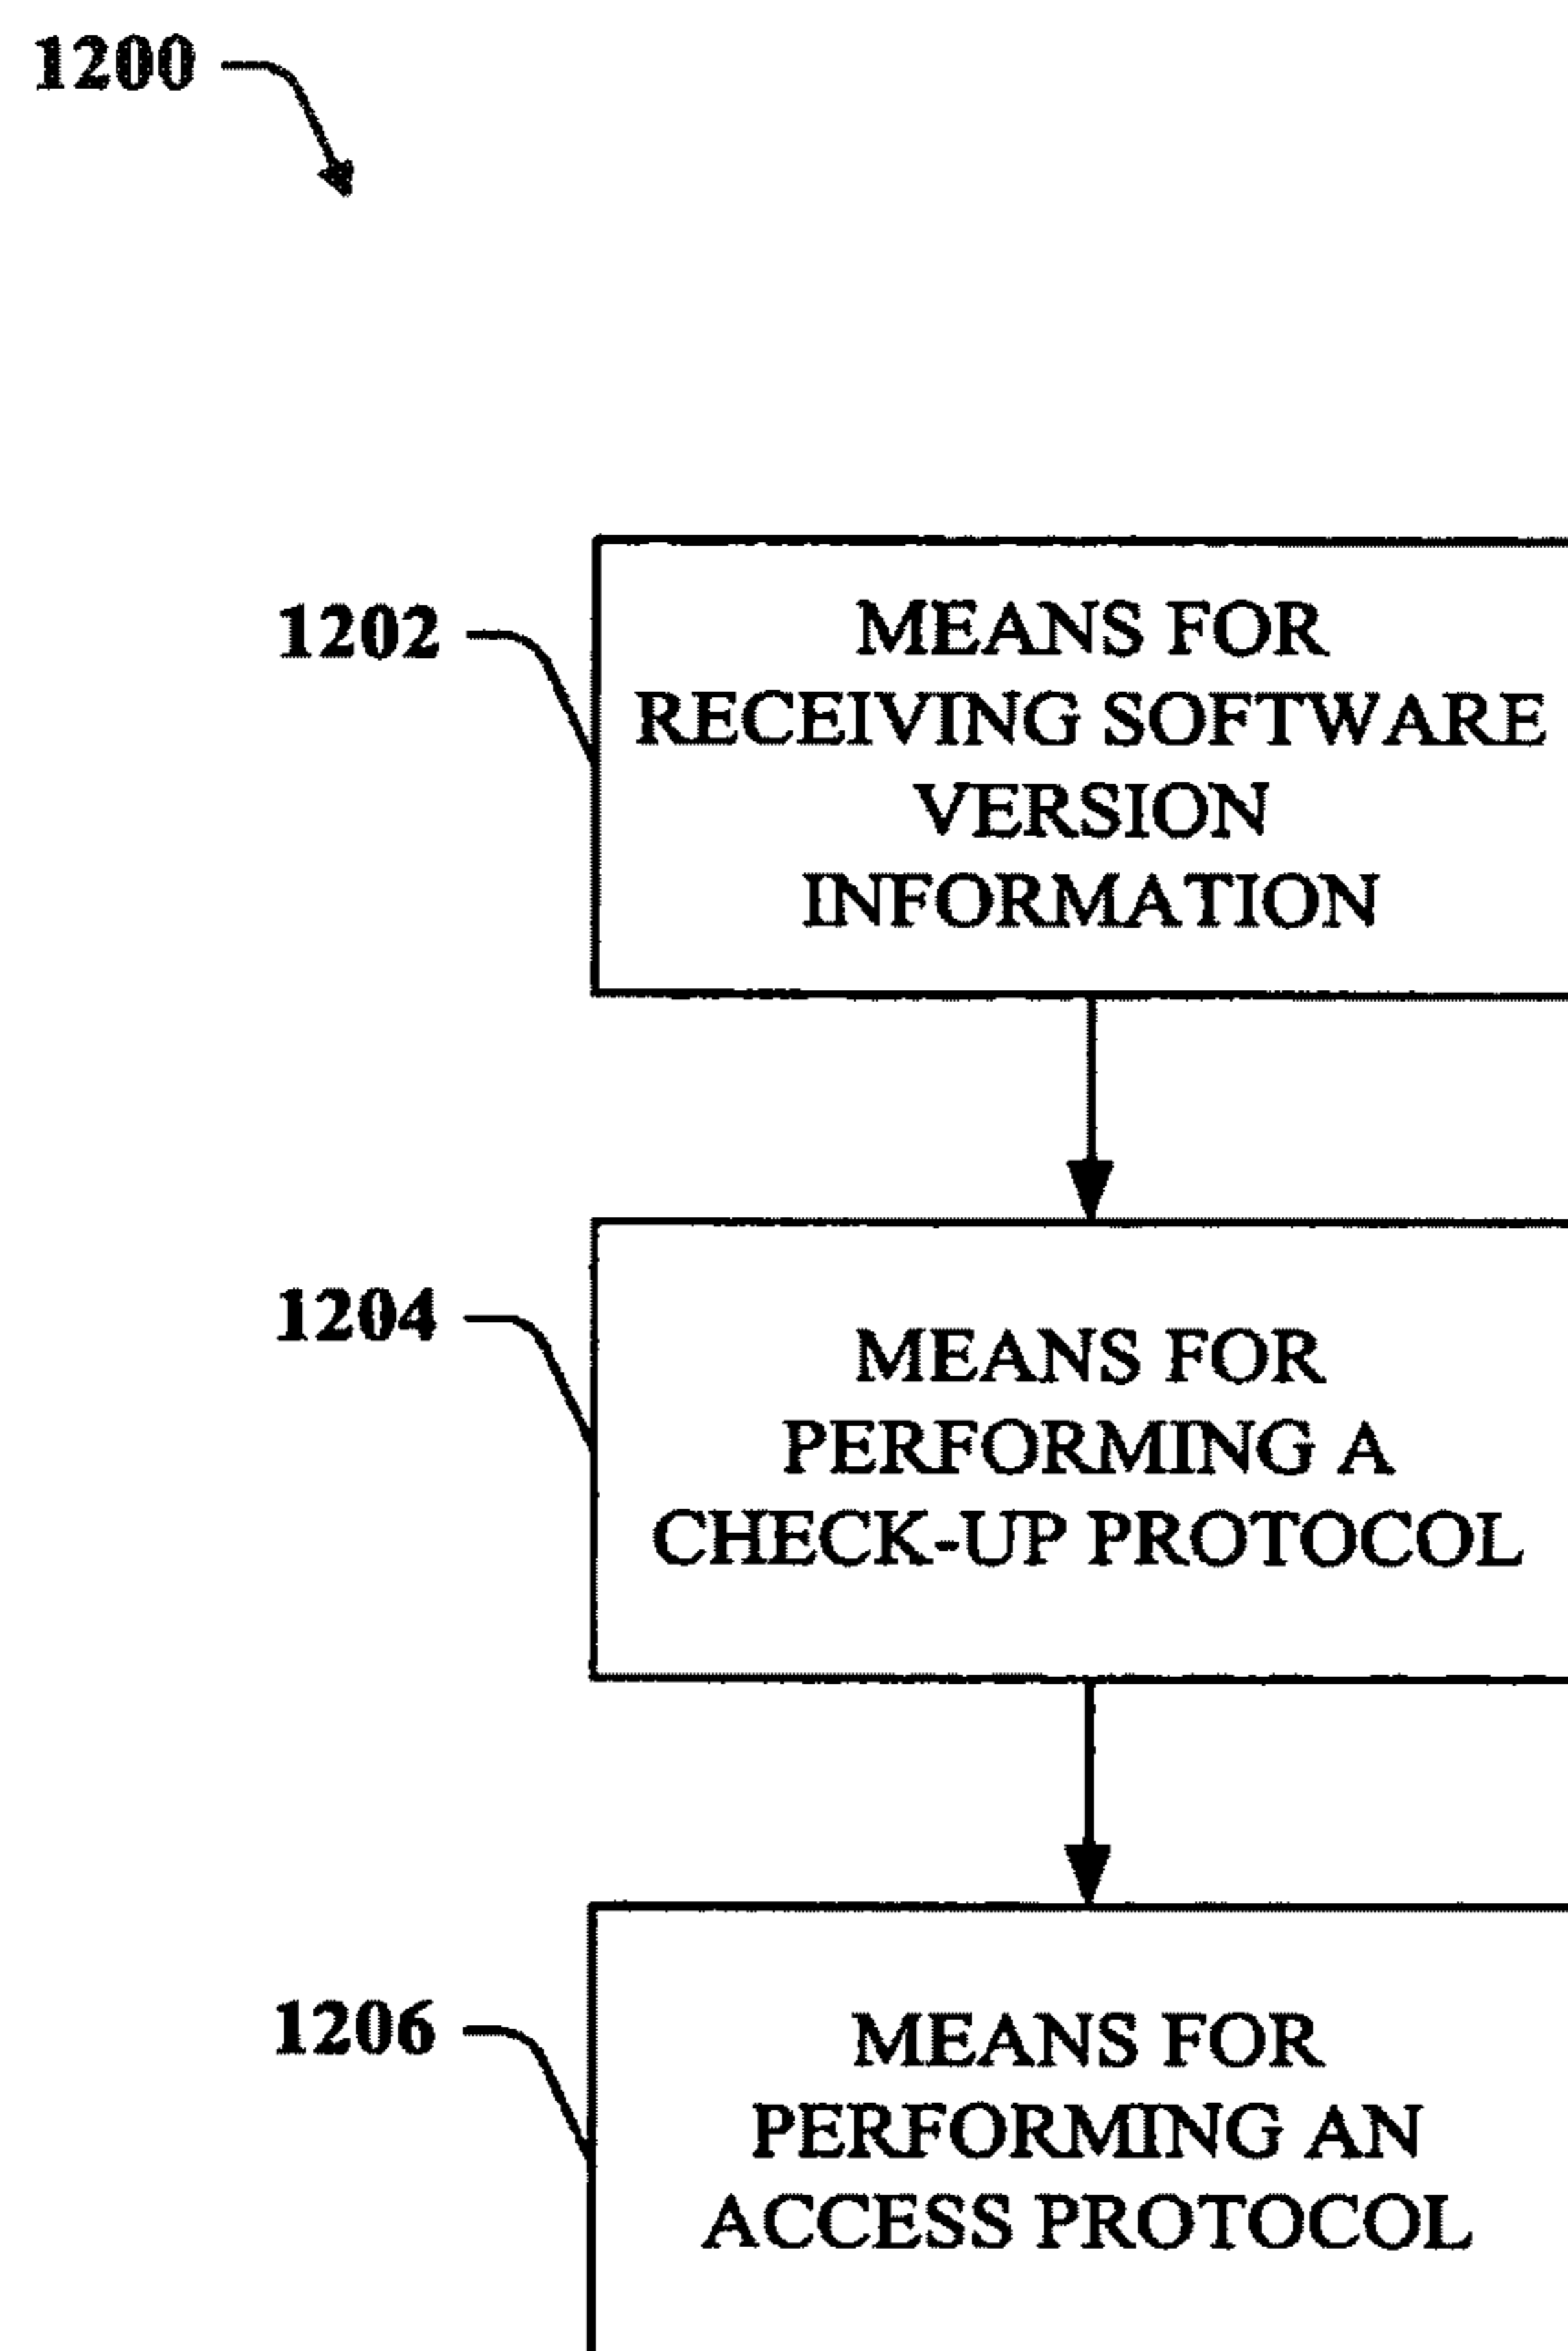 1200
1202
MEANS FOR
RECEIVING SOFTWARE
VERSION
INFORMATION
1204
MEANS FOR
PERFORMING A
CHECK-UP PROTOCOL
1206
MEANS FOR
PERFORMING AN
ACCESS PROTOCOL